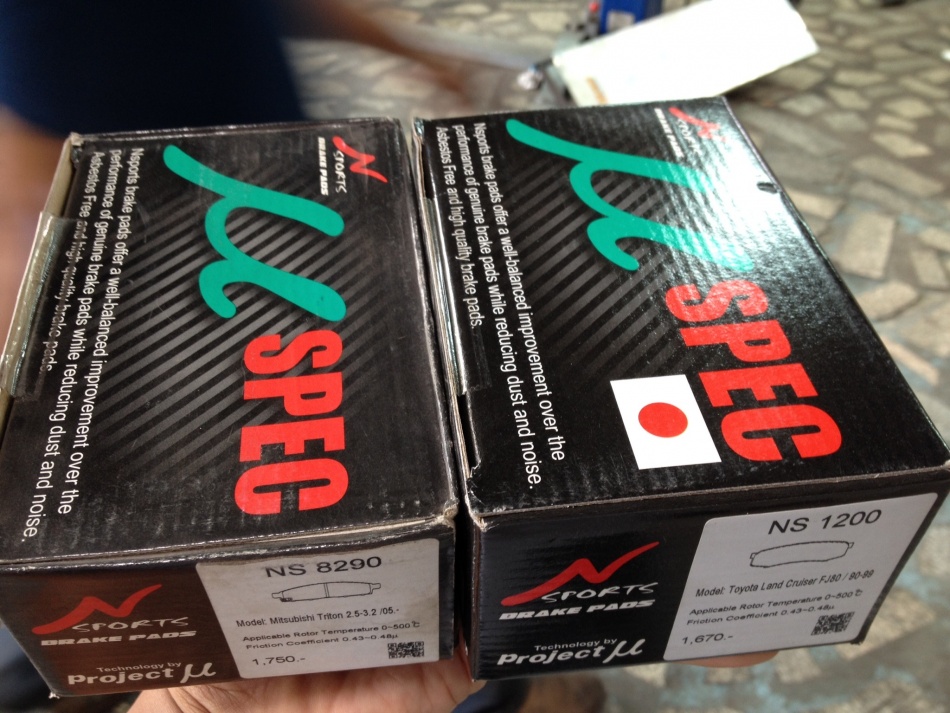 N SPORTS
BRAKE PADS
µ SPEC
Nsports brake pads offer a well-balanced improvement over the
performance of genuine brake pads while reducing dust and noise.
Asbestos Free and high quality brake pads.
N SPORTS
BRAKE PADS
Technology by
Project µ
NS 8290
Model: Mitsubishi Triton 2.5-3.2 /05.-
Applicable Rotor Temperature 0~500℃
Friction Coefficient 0.43~0.48µ
1,750.-
N SPORTS
BRAKE PADS
µ SPEC
Nsports brake pads offer a well-balanced improvement over the
performance of genuine brake pads while reducing dust and noise.
Asbestos Free and high quality brake pads.
N SPORTS
BRAKE PADS
Technology by
Project µ
NS 1200
Model: Toyota Land Cruiser FJ80 / 90-99
Applicable Rotor Temperature 0~500℃
Friction Coefficient 0.43~0.48µ
1,670.-